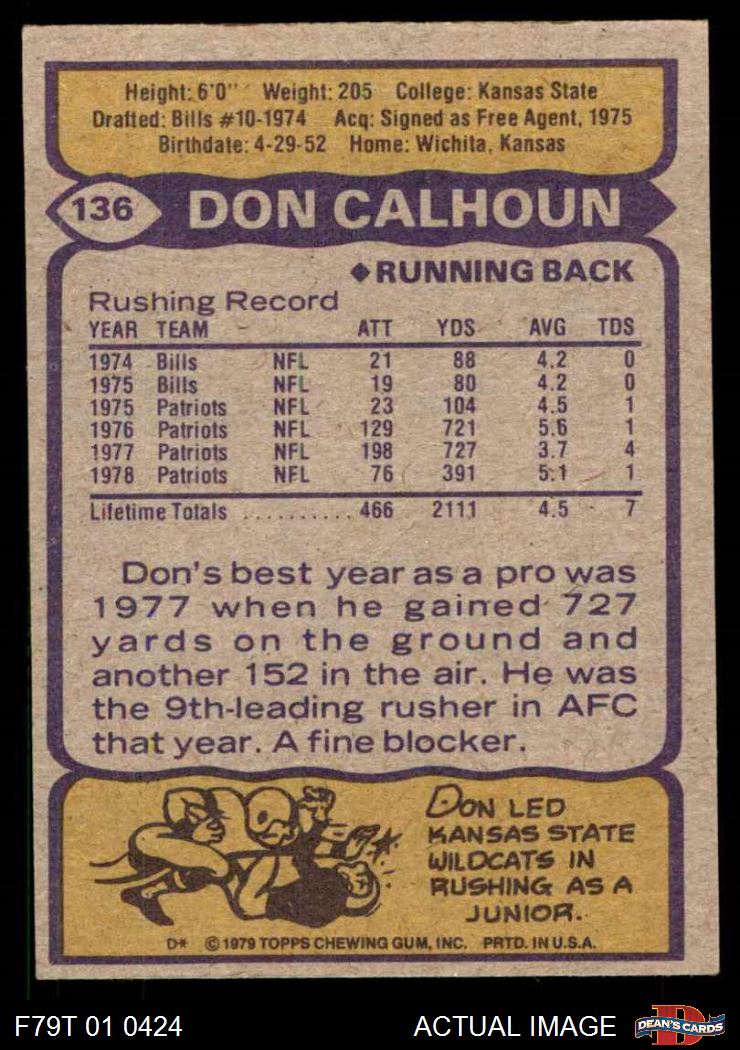 Height: 6'0" Weight: 205 College: Kansas State
Drafted: Bills #10-1974 Acq: Signed as Free Agent, 1975
Birthdate: 4-29-52 Home: Wichita, Kansas
136 DON CALHOUN
◆RUNNING BACK
Rushing Record
YEAR TEAM ATT YDS AVG TDS
1974 Bills NFL 21 88 4.2 0
1975 Bills NFL 19 80 4.2 0
1975 Patriots NFL 23 104 4.5 1
1976 Patriots NFL 129 721 5.6 1
1977 Patriots NFL 198 727 3.7 4
1978 Patriots NFL 76 391 5.1 1
Lifetime Totals .......... 466 2111 4.5 7
Don's best year as a pro was
1977 when he gained 727
yards on the ground and
another 152 in the air. He was
the 9th-leading rusher in AFC
that year. A fine blocker.
DON LED
KANSAS STATE
WILDCATS IN
RUSHING AS A
JUNIOR.
D* © 1979 TOPPS CHEWING GUM, INC. PRTD. IN U.S.A.
F79T 01 0424 ACTUAL IMAGE D DEAN'S CARDS